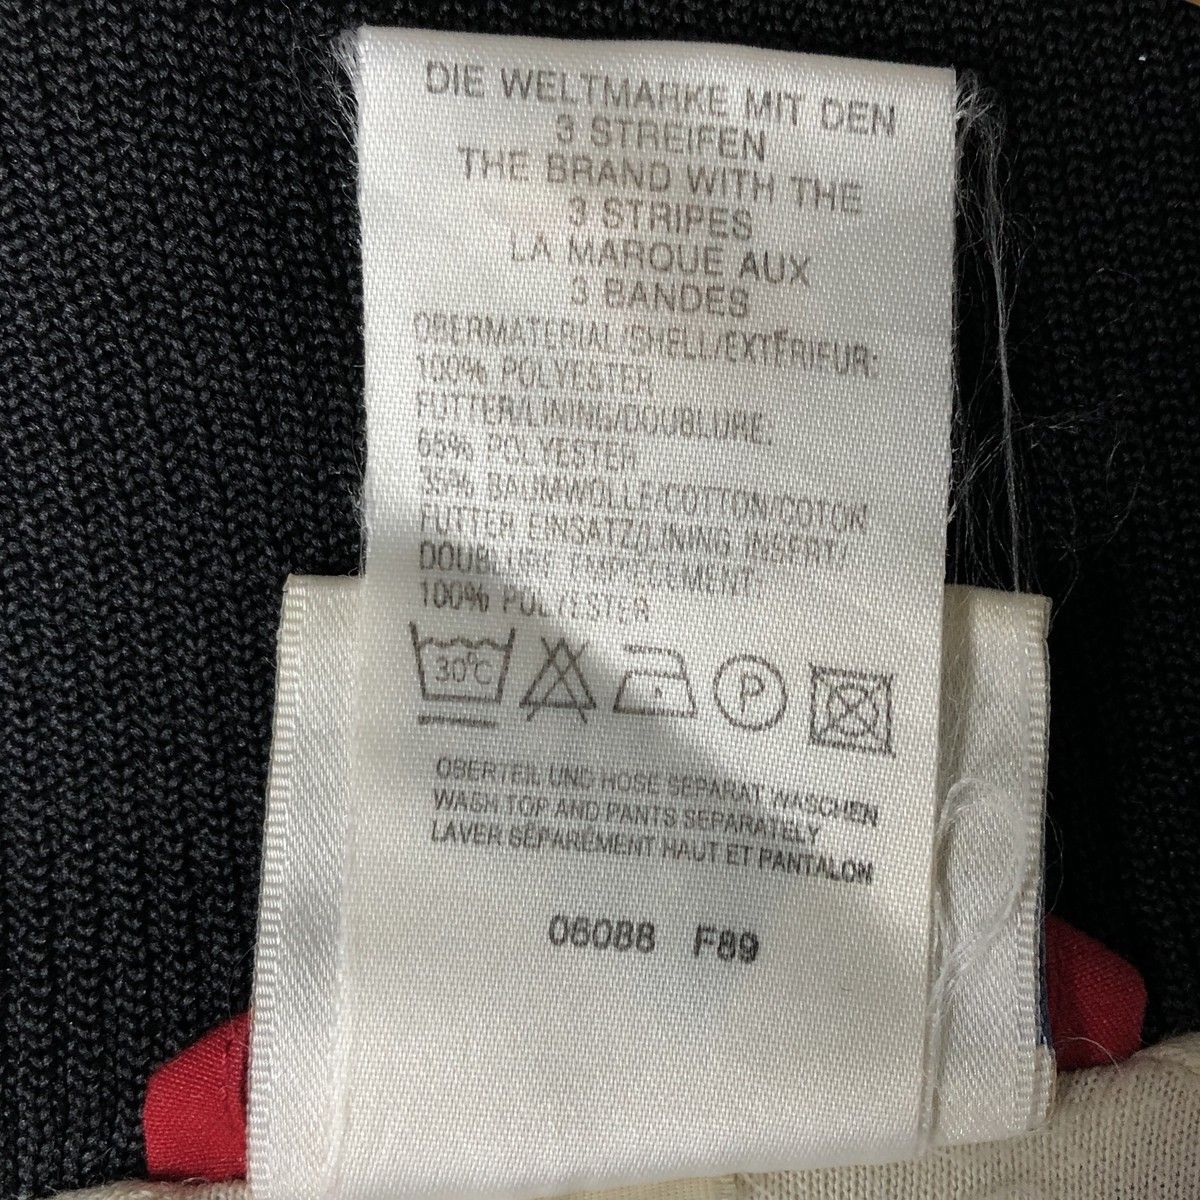 DIE WELTMARKE MIT DEN
3 STREIFEN
THE BRAND WITH THE
3 STRIPES
LA MARQUE AUX
3 BANDES
OBERMATERIAL/SHELL/EXTÉRIEUR:
100% POLYESTER
FUTTER/LINING/DOUBLURE:
65% POLYESTER
35% BAUMWOLLE/COTTON/COTON
FUTTER EINSATZ/LINING INSERT/
DOUBLURE EMPIECEMENT:
100% POLYESTER
30°C P
OBERTEIL UND HOSE SEPARAT WASCHEN
WASH TOP AND PANTS SEPARATELY
LAVER SÉPARÉMENT HAUT ET PANTALON
06088 F89